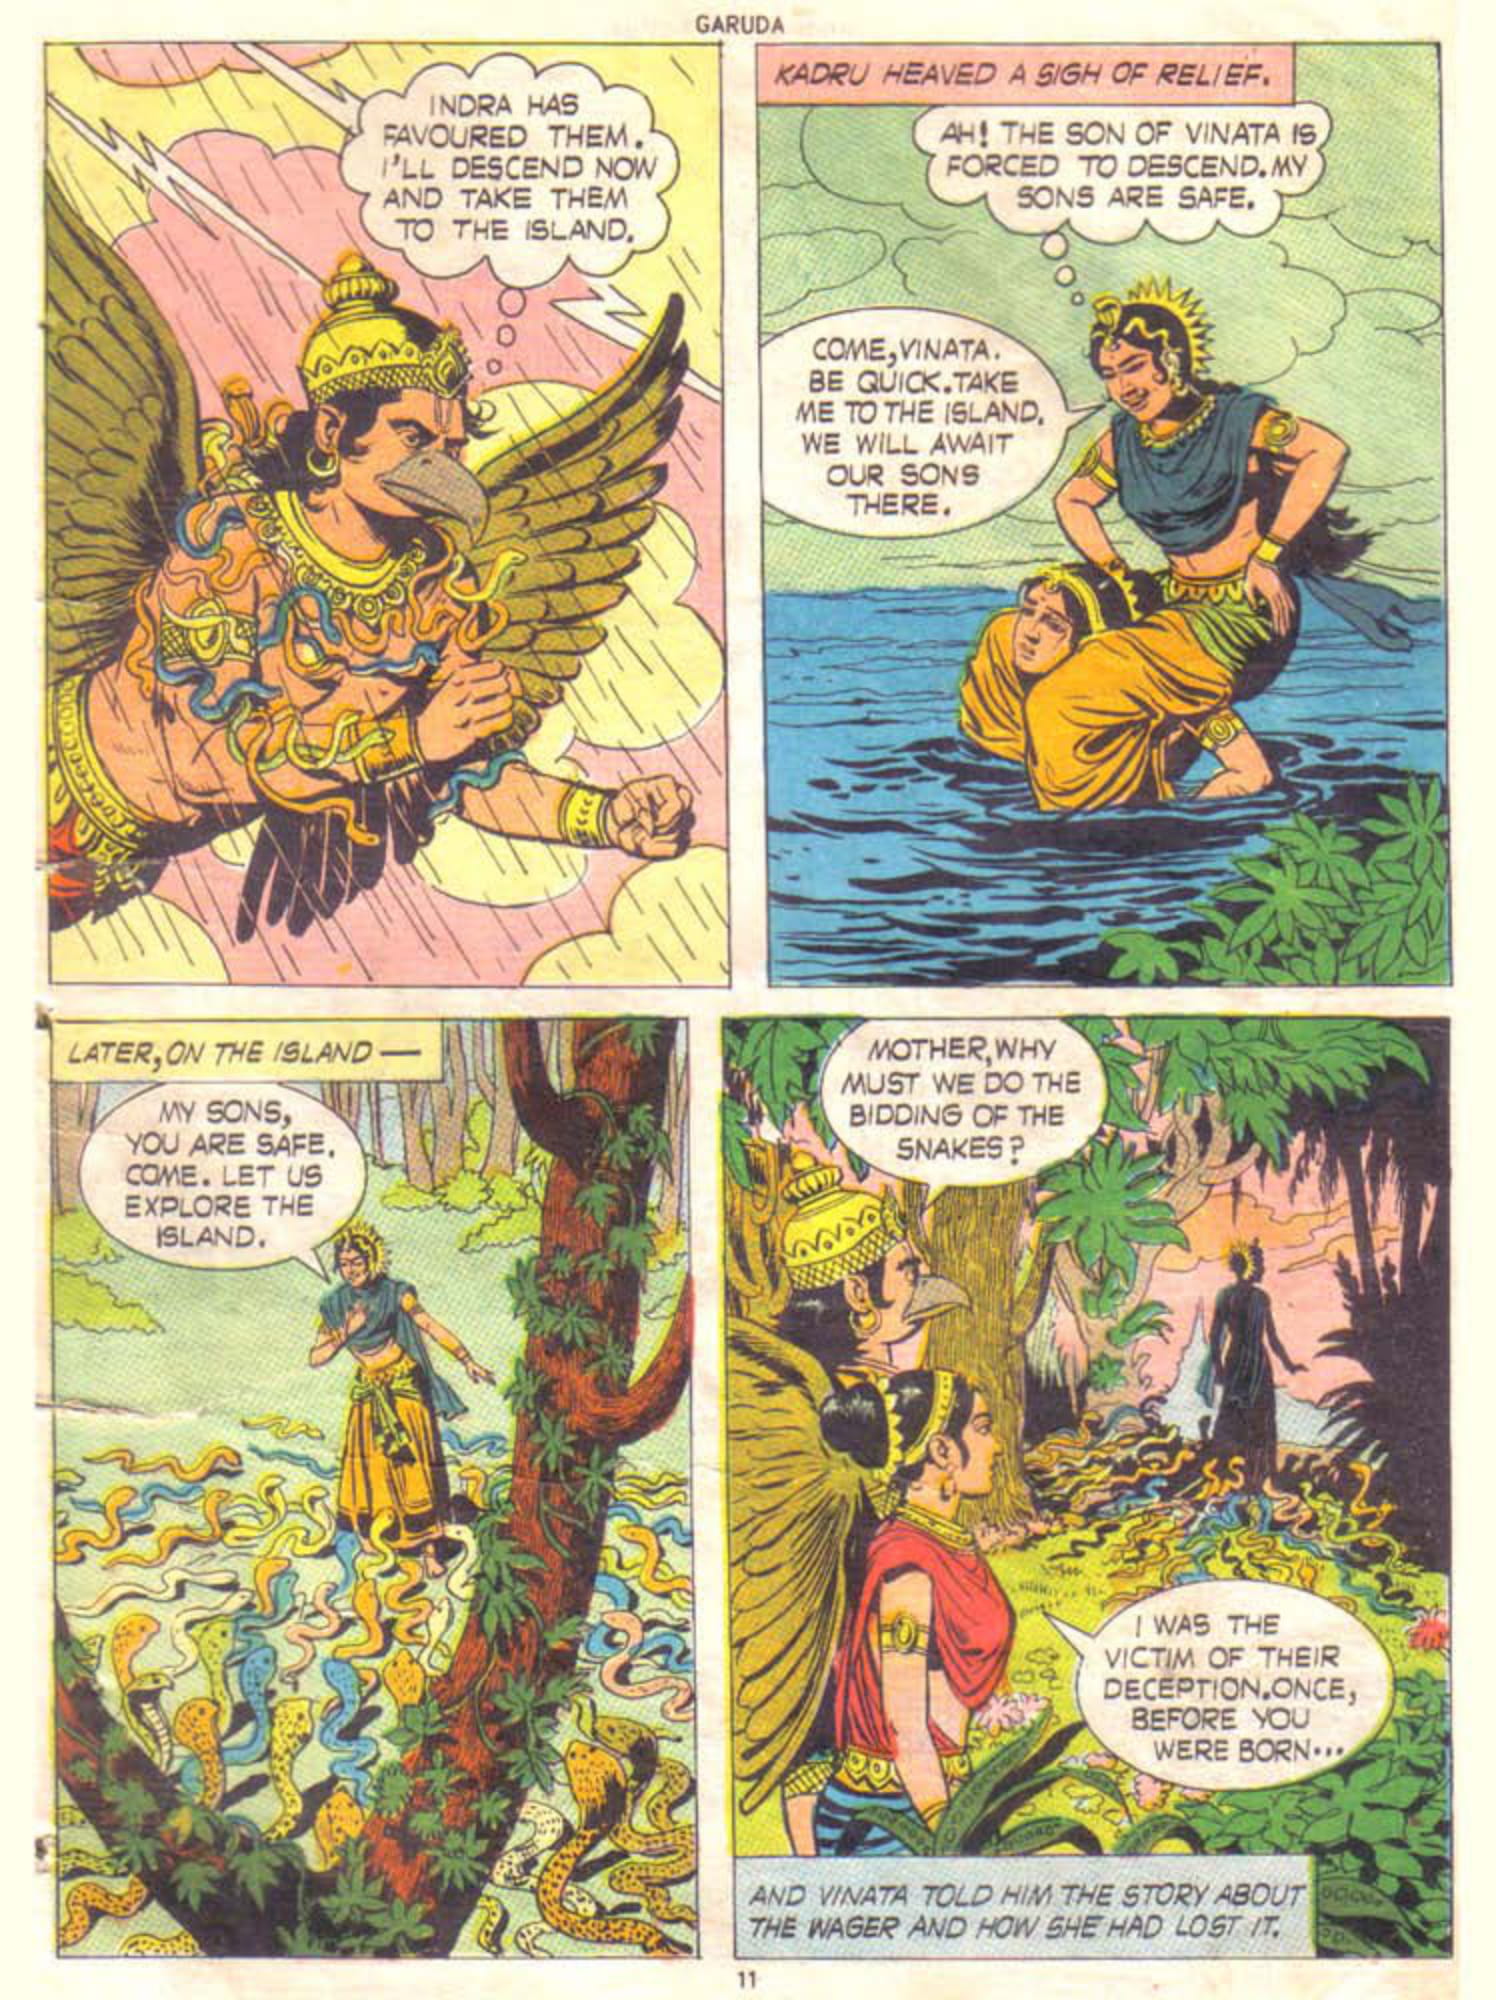 GARUDA
INDRA HAS
FAVOURED THEM.
I'LL DESCEND NOW
AND TAKE THEM
TO THE ISLAND.
KADRU HEAVED A SIGH OF RELIEF.
AH! THE SON OF VINATA IS
FORCED TO DESCEND. MY
SONS ARE SAFE.
COME, VINATA.
BE QUICK. TAKE
ME TO THE ISLAND.
WE WILL AWAIT
OUR SONS
THERE.
LATER, ON THE ISLAND —
MY SONS,
YOU ARE SAFE.
COME. LET US
EXPLORE THE
ISLAND.
MOTHER, WHY
MUST WE DO THE
BIDDING OF THE
SNAKES?
I WAS THE
VICTIM OF THEIR
DECEPTION. ONCE,
BEFORE YOU
WERE BORN...
AND VINATA TOLD HIM THE STORY ABOUT
THE WAGER AND HOW SHE HAD LOST IT.
11